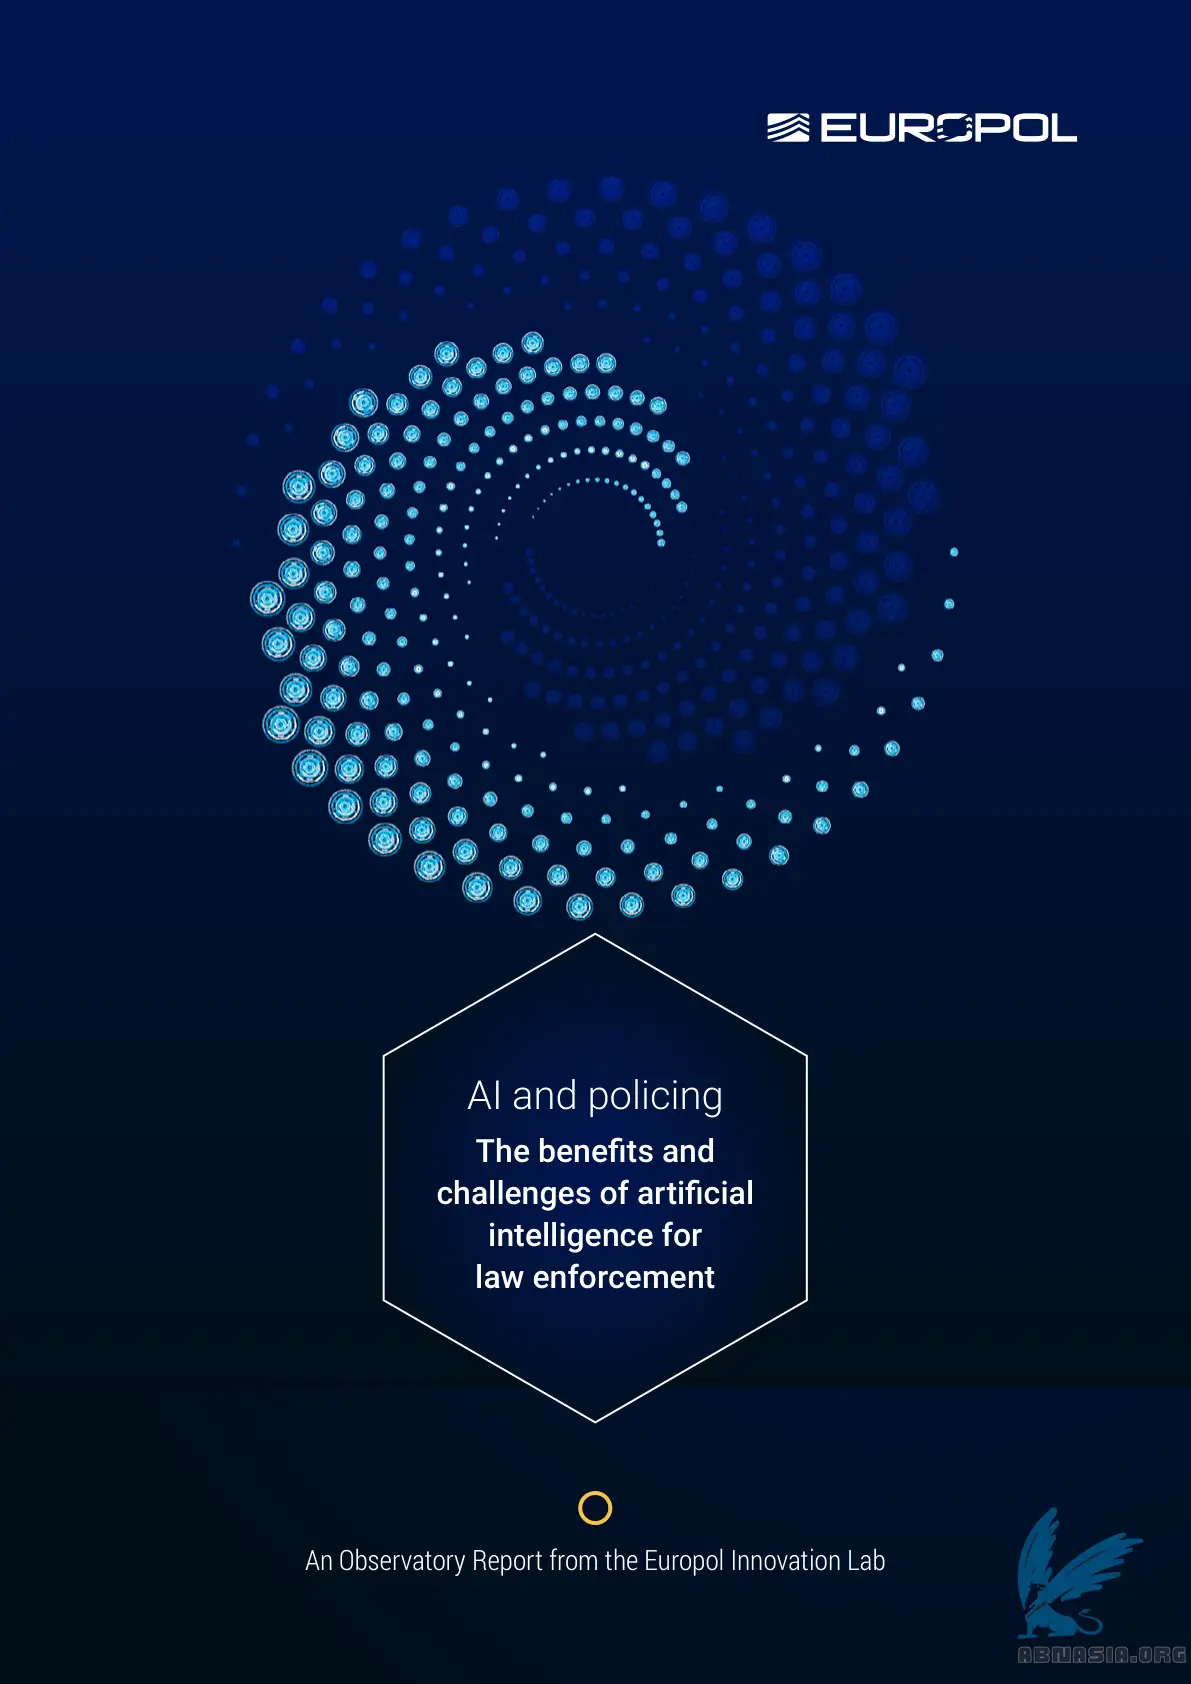 EUROPOL
AI and policing
The benefits and
challenges of artificial
intelligence for
law enforcement
An Observatory Report from the Europol Innovation Lab
ABNASIA.ORG